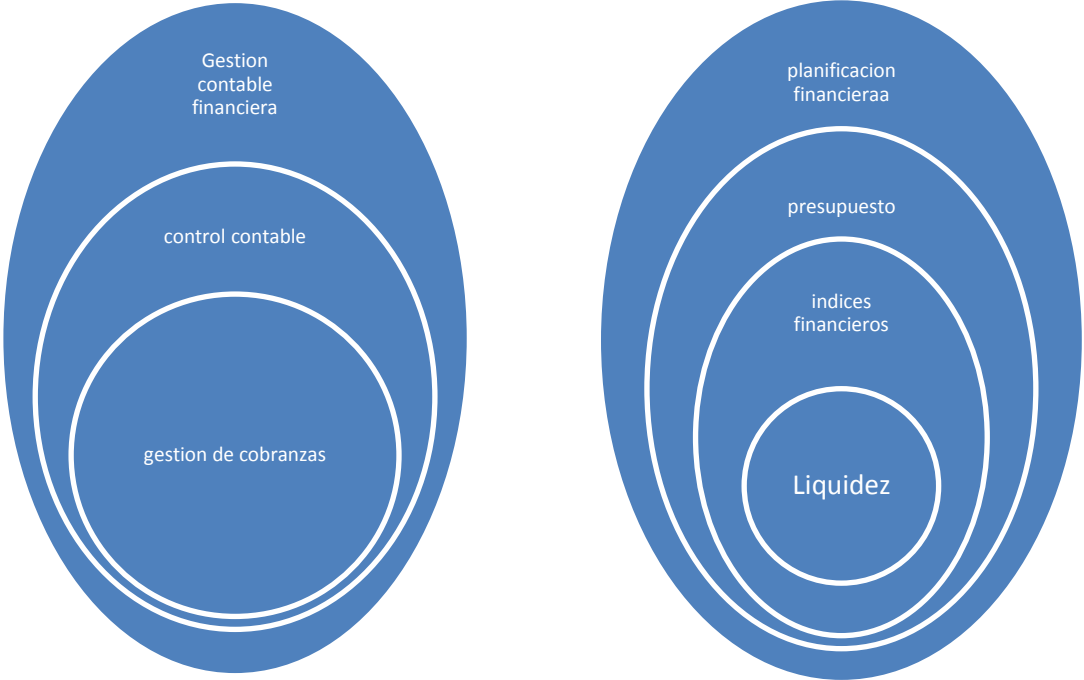 Gestion
contable
financiera
control contable
gestion de cobranzas
planificacion
financieraa
presupuesto
indices
financieros
Liquidez